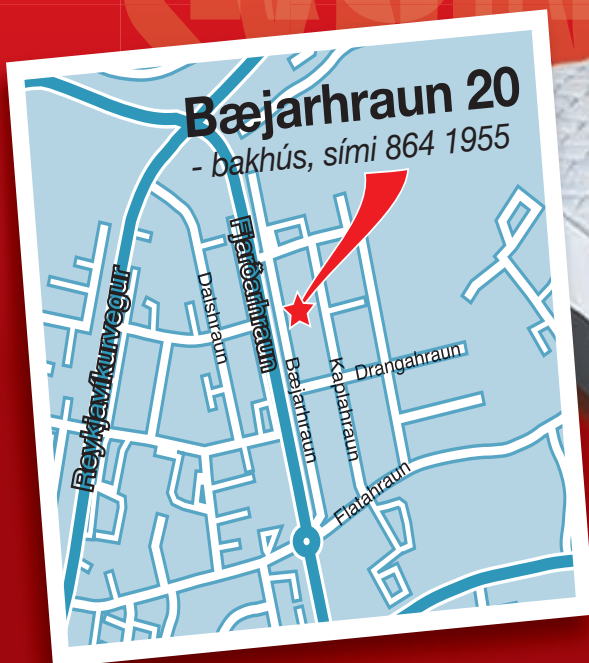 Bæjarhraun 20
- bakhús, sími 864 1955
Fjarðarhraun
Reykjavíkurvegur
Dalshraun
Bæjarhraun
Kaplahraun
Drangahraun
Flatahraun